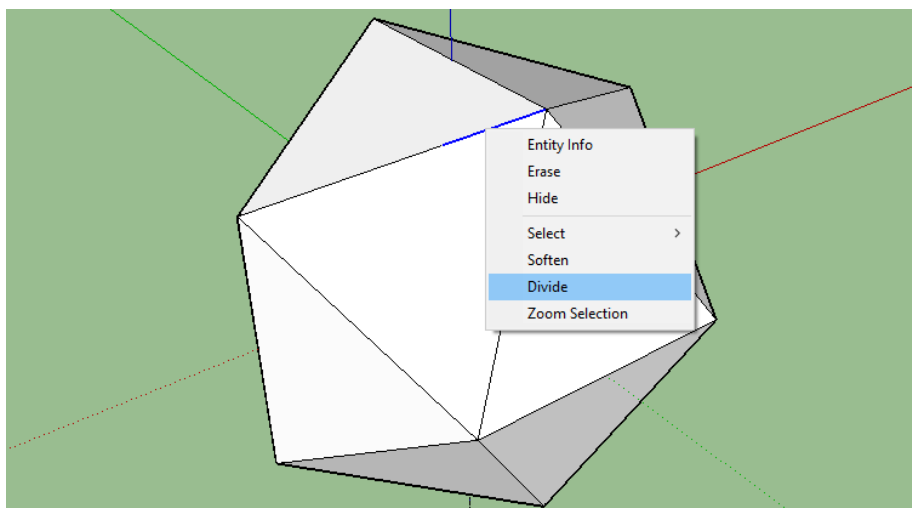 Entity Info
Erase
Hide
Select
Soften
Divide
Zoom Selection